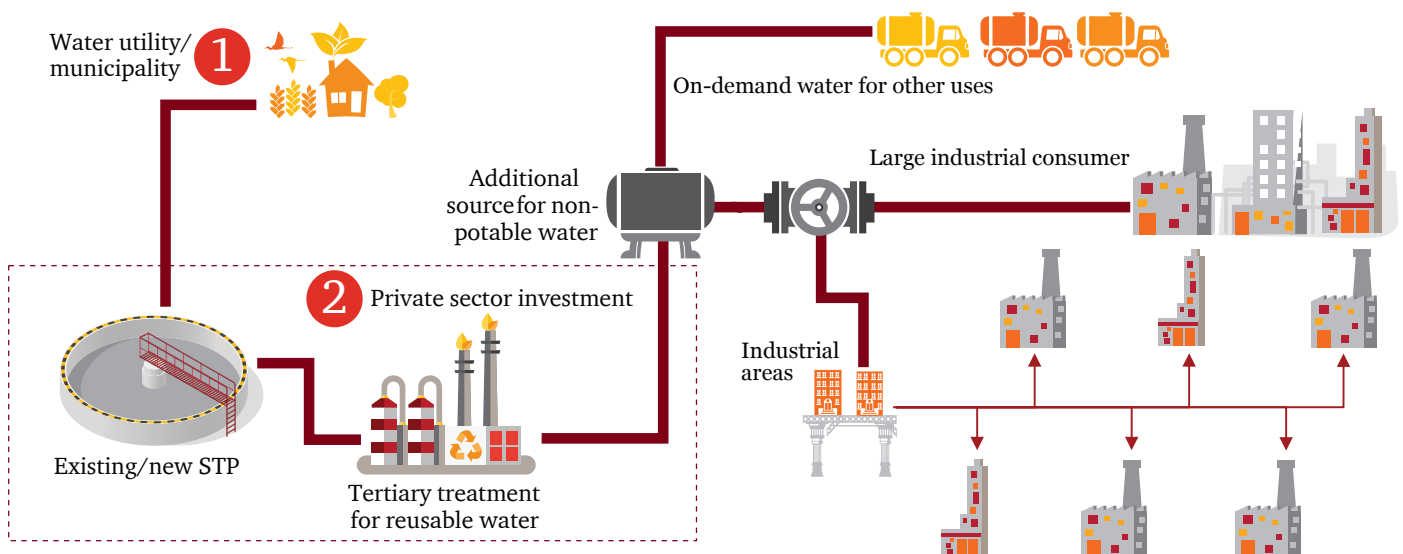 Water utility/
municipality
1
On-demand water for other uses
Large industrial consumer
Additional
source for non-
potable water
2
Private sector investment
Industrial
areas
Existing/new STP
Tertiary treatment
for reusable water